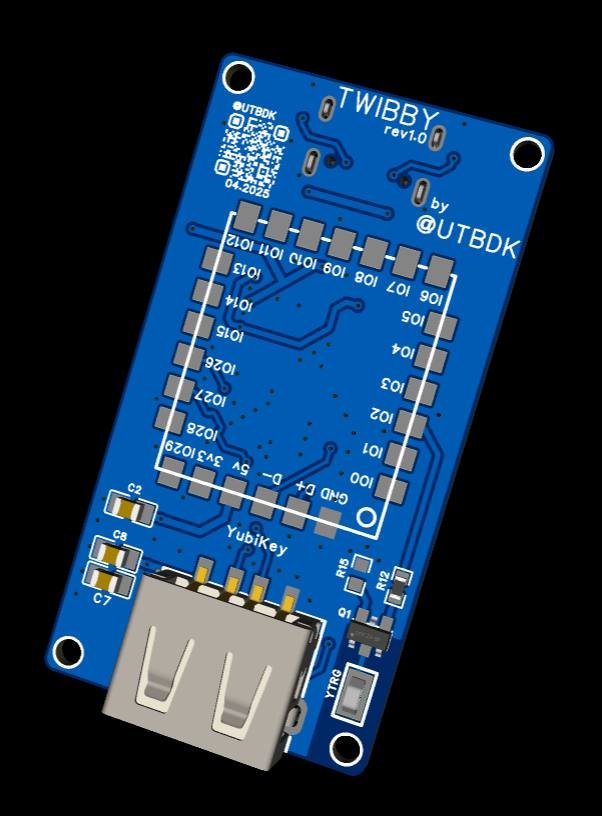 @UTBDK
04.2025
TWIBBY
rev1.0
by
@UTBDK
IO12
IO11
IO10
IO9
IO8
IO7
IO6
IO13
IO14
IO15
IO26
IO27
IO28
IO29
IO5
IO4
IO3
IO2
IO1
IO0
3v3
5v
D-
D+
GND
YubiKey
C2
C8
C7
R15
R12
Q1
YTRG